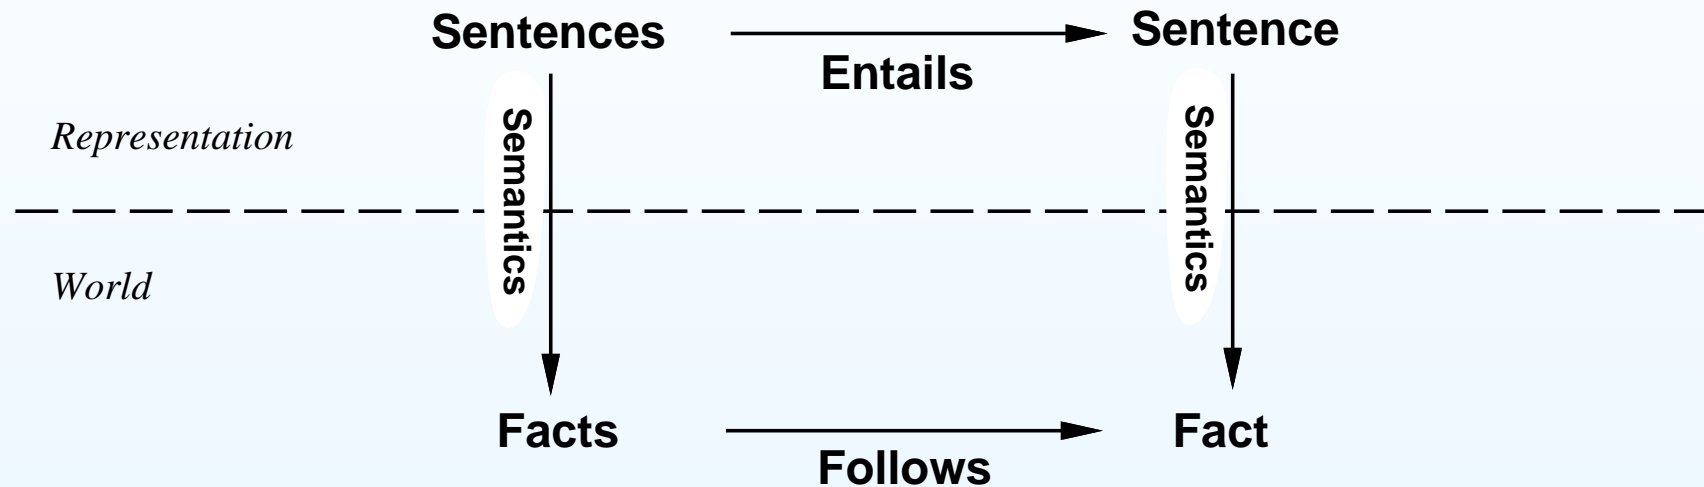 Sentences
Sentence
Entails
Semantics
Semantics
Representation
World
Facts
Fact
Follows